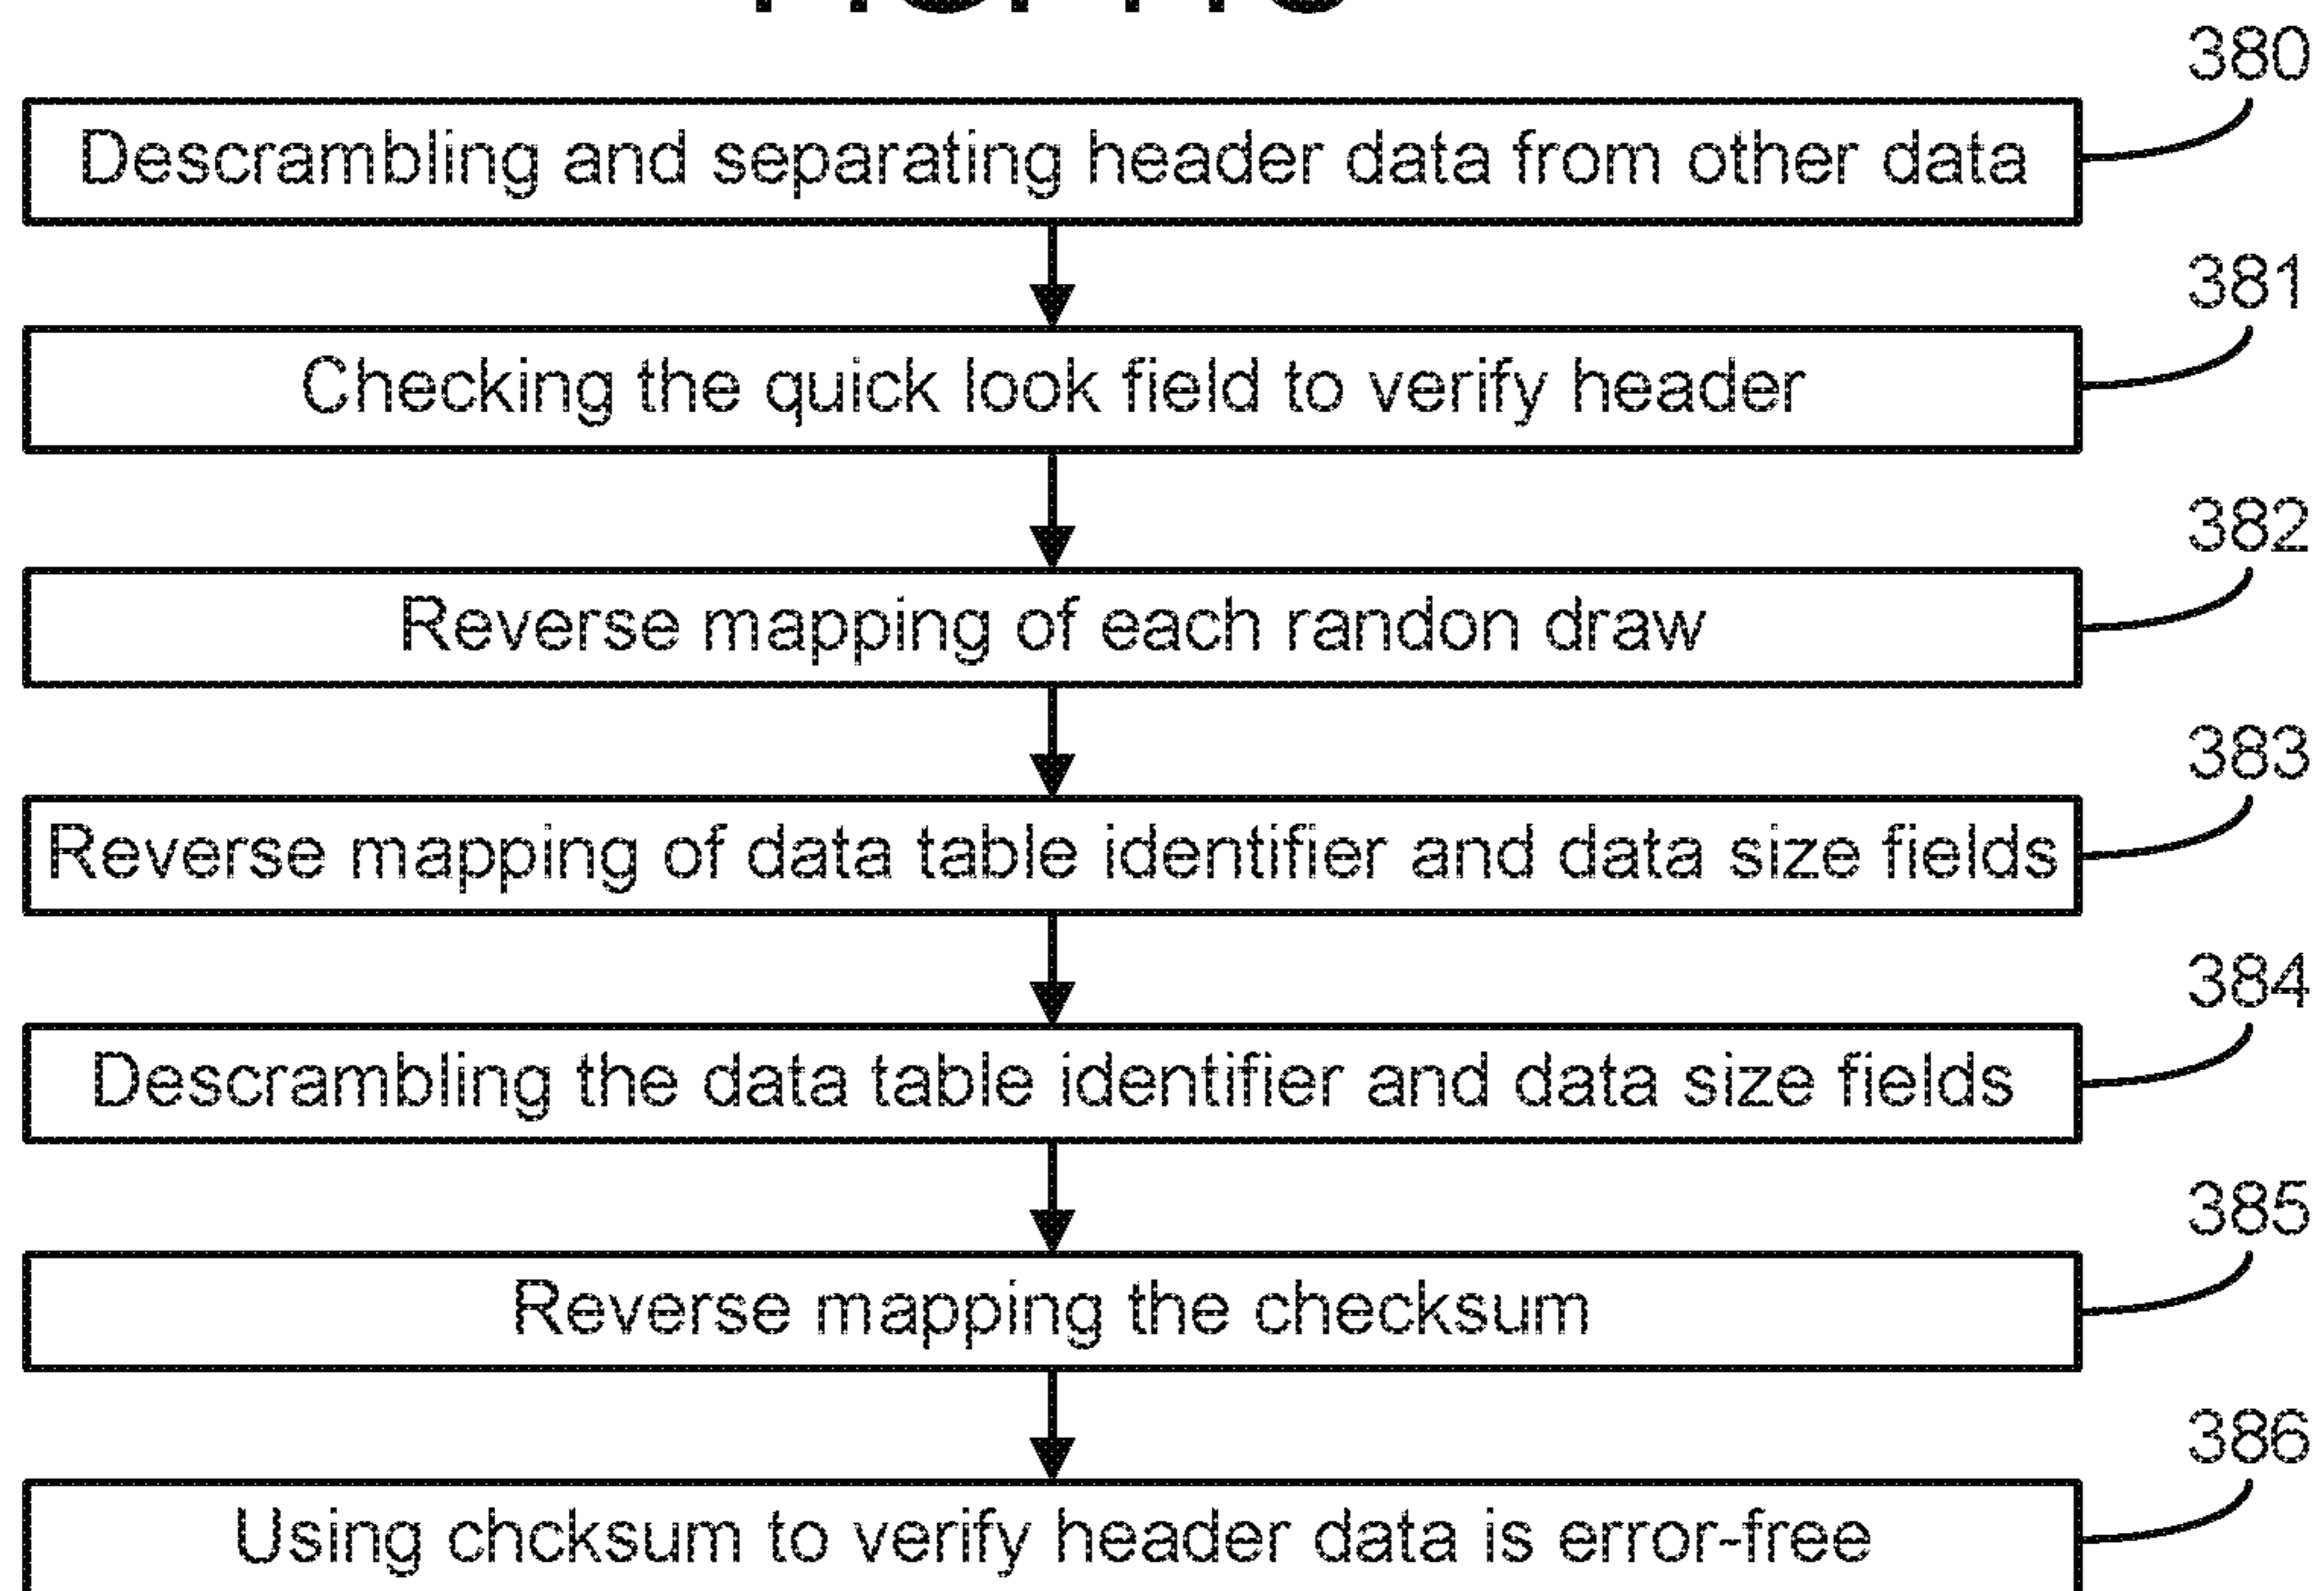 380
Descrambling and separating header data from other data
381
Checking the quick look field to verify header
382
Reverse mapping of each randon draw
383
Reverse mapping of data table identifier and data size fields
384
Descrambling the data table identifier and data size fields
385
Reverse mapping the checksum
386
Using chcksum to verify header data is error-free